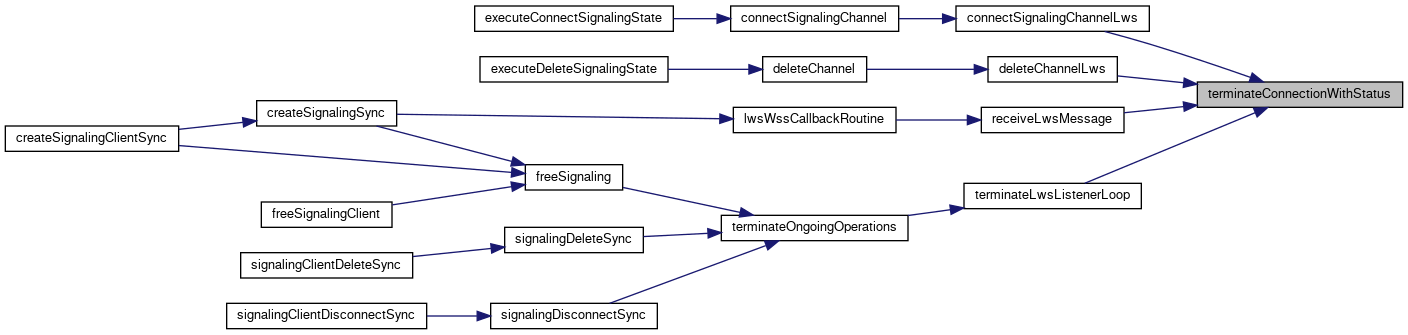 executeConnectSignalingState
connectSignalingChannel
connectSignalingChannelLws
executeDeleteSignalingState
deleteChannel
deleteChannelLws
terminateConnectionWithStatus
createSignalingSync
lwsWssCallbackRoutine
receiveLwsMessage
createSignalingClientSync
freeSignaling
terminateLwsListenerLoop
freeSignalingClient
terminateOngoingOperations
signalingDeleteSync
signalingClientDeleteSync
signalingClientDisconnectSync
signalingDisconnectSync